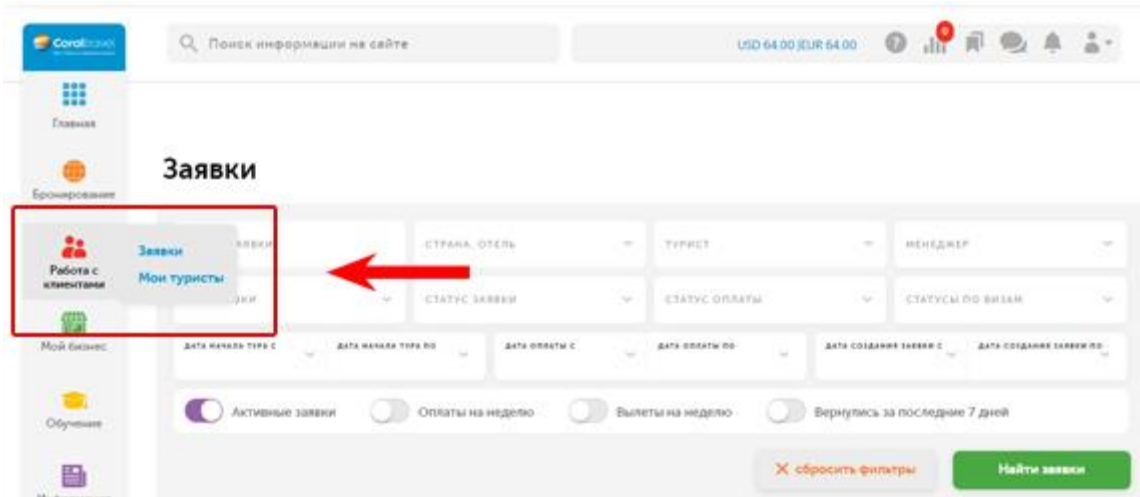 Coral travel
Поиск информации на сайте
USD 64.00 |EUR 64.00
0
Главная
Бронирование
Заявки
Работа с
клиентами
Заявки
Мои туристы
СТРАНА, ОТЕЛЬ
ТУРИСТ
МЕНЕДЖЕР
СТАТУС ЗАЯВКИ
СТАТУС ОПЛАТЫ
СТАТУСЫ ПО ВИЗАМ
Мой бизнес
ДАТА НАЧАЛА ТУРА С
ДАТА НАЧАЛА ТУРА ПО
ДАТА ОПЛАТЫ С
ДАТА ОПЛАТЫ ПО
ДАТА СОЗДАНИЯ ЗАЯВКИ С
ДАТА СОЗДАНИЯ ЗАЯВКИ ПО
Обучение
Активные заявки
Оплаты на неделю
Вылеты на неделю
Вернулись за последние 7 дней
сбросить фильтры
Найти заявки